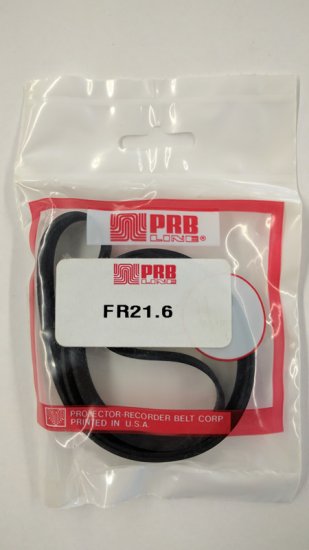 PRB
LINE®
PRB
LINE
FR21.6
PROJECTOR-RECORDER BELT CORP
PRINTED IN U.S.A.